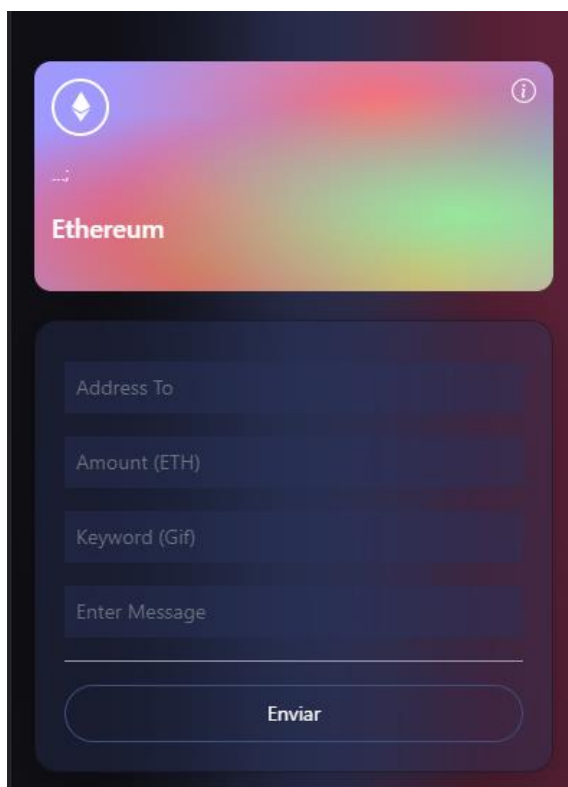 ...;
Ethereum
Address To
Amount (ETH)
Keyword (Gif)
Enter Message
Enviar